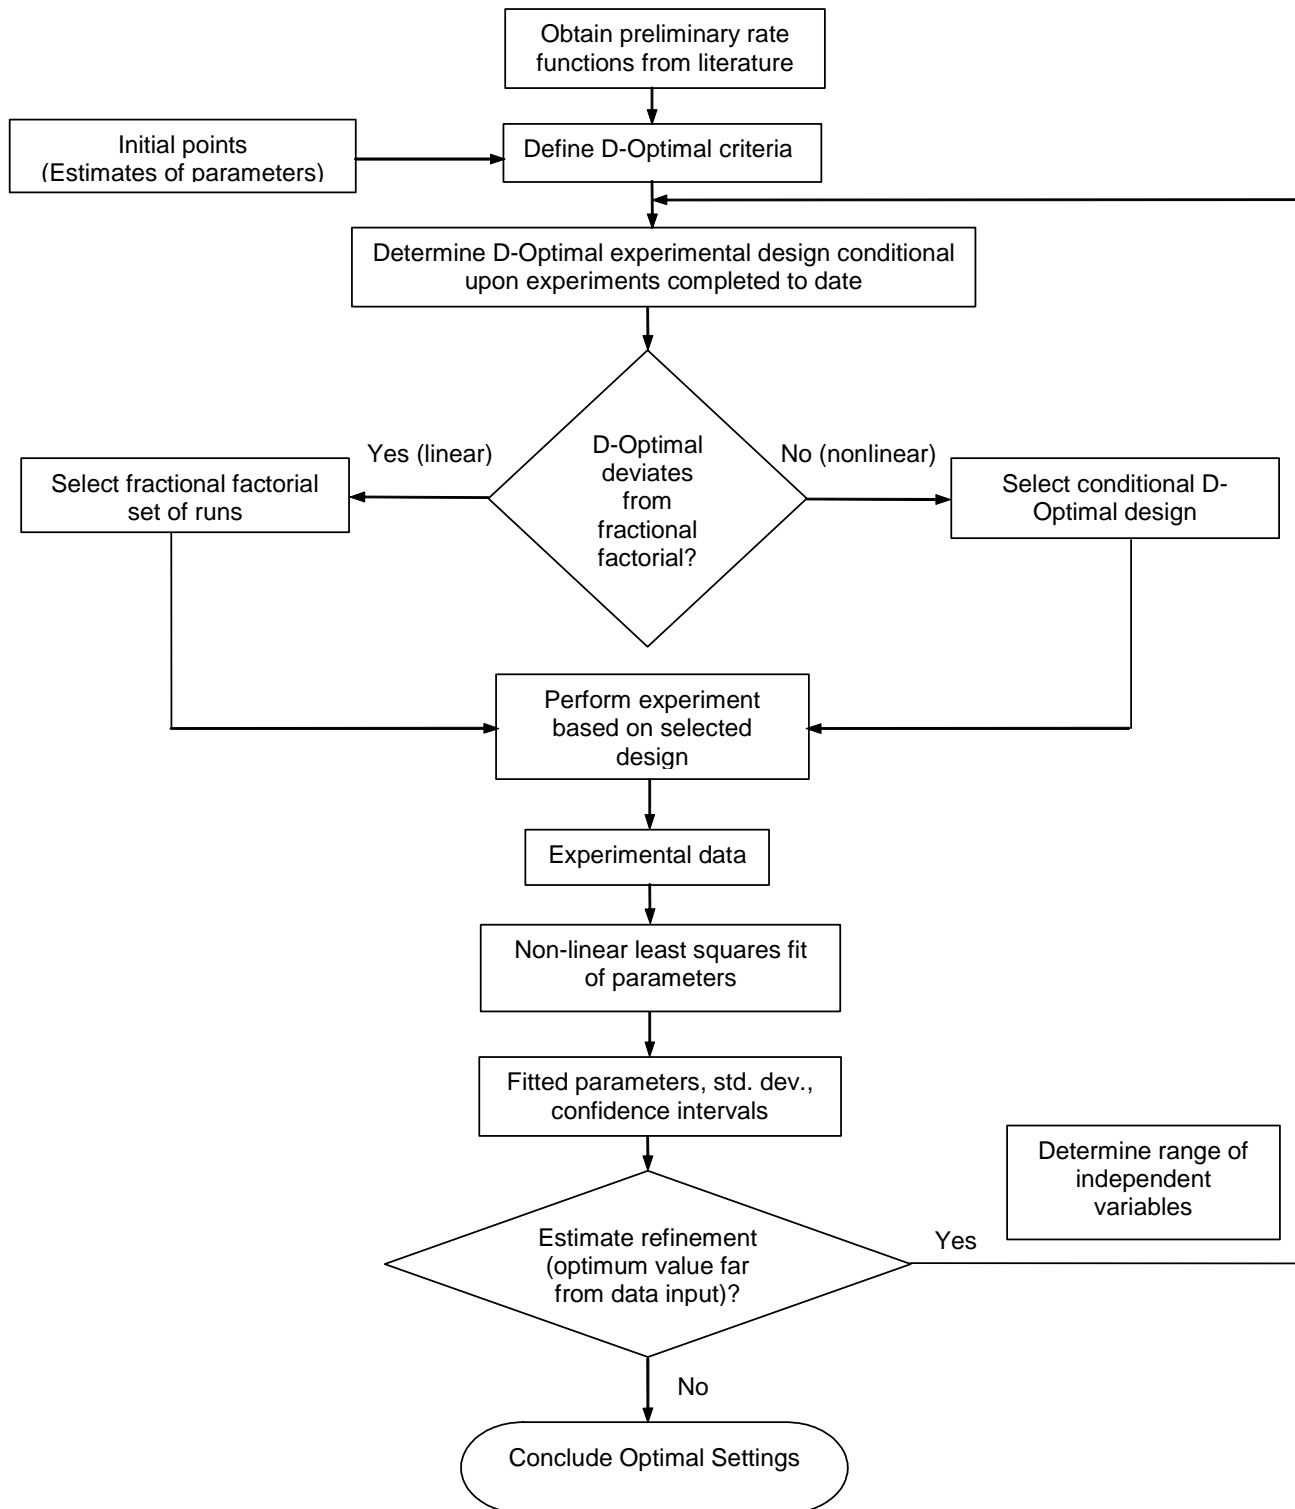 Obtain preliminary rate
functions from literature
Initial points
(Estimates of parameters)
Define D-Optimal criteria
Determine D-Optimal experimental design conditional
upon experiments completed to date
D-Optimal
deviates
from
fractional
factorial?
Yes (linear)
No (nonlinear)
Select fractional factorial
set of runs
Select conditional D-
Optimal design
Perform experiment
based on selected
design
Experimental data
Non-linear least squares fit
of parameters
Fitted parameters, std. dev.,
confidence intervals
Determine range of
independent
variables
Estimate refinement
(optimum value far
from data input)?
Yes
No
Conclude Optimal Settings